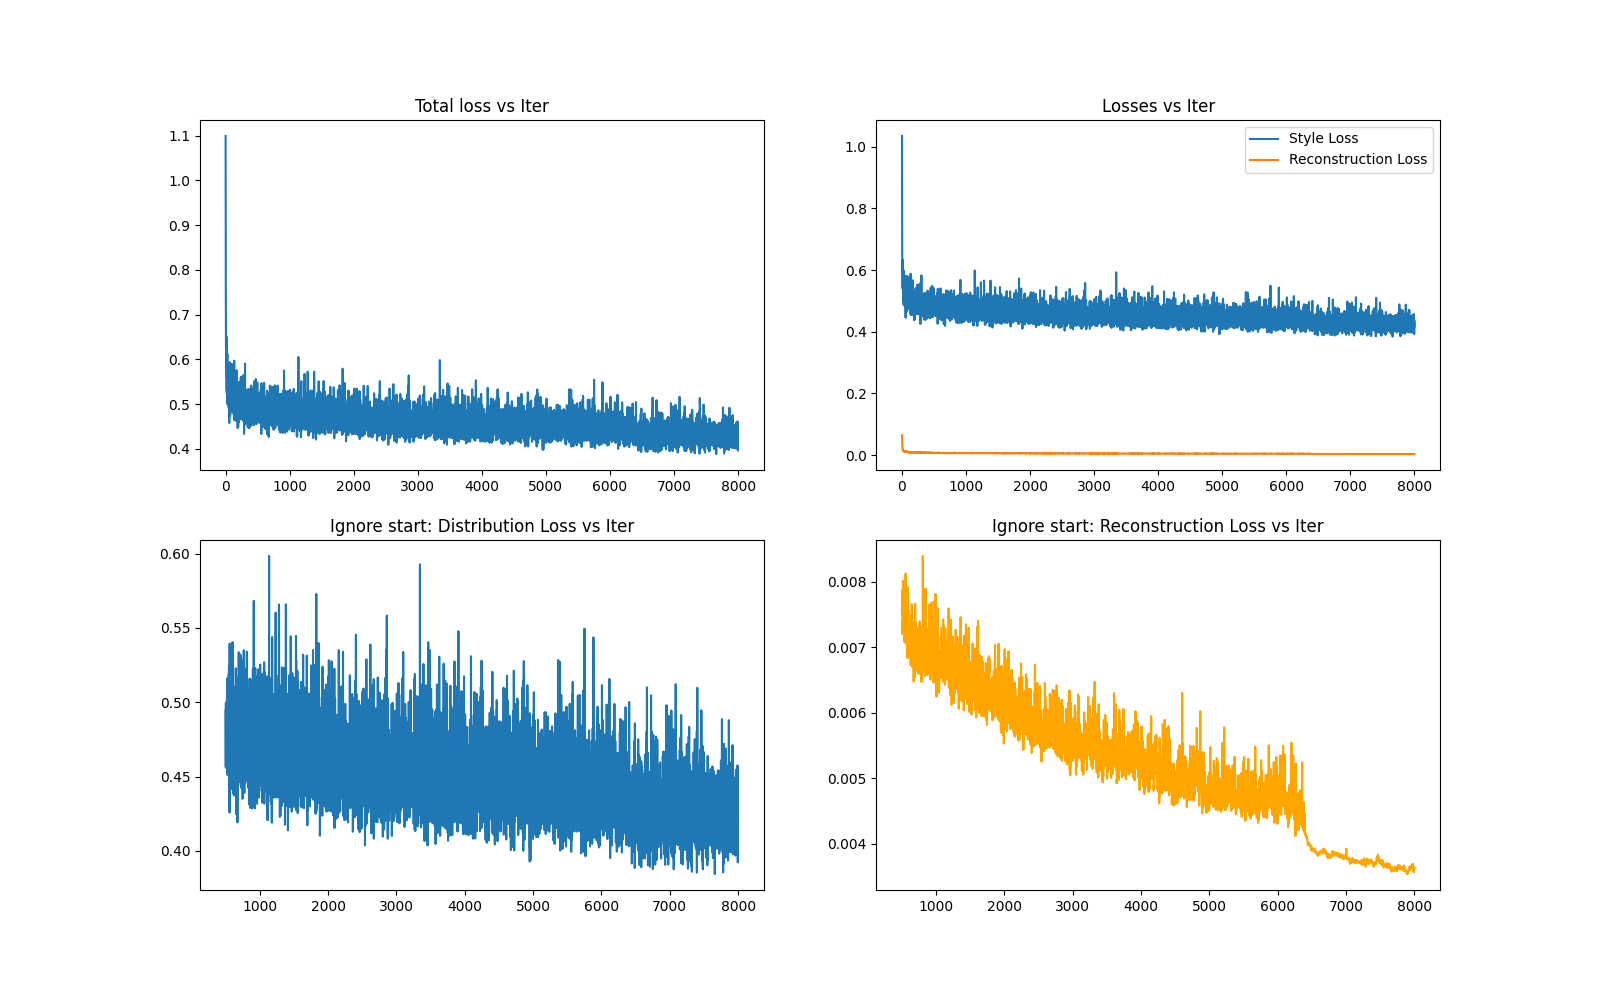 Total loss vs Iter
1.1
1.0
0.9
0.8
0.7
0.6
0.5
0.4
0 1000 2000 3000 4000 5000 6000 7000 8000
Losses vs Iter
Style Loss
Reconstruction Loss
1.0
0.8
0.6
0.4
0.2
0.0
0 1000 2000 3000 4000 5000 6000 7000 8000
Ignore start: Distribution Loss vs Iter
0.60
0.55
0.50
0.45
0.40
1000 2000 3000 4000 5000 6000 7000 8000
Ignore start: Reconstruction Loss vs Iter
0.008
0.007
0.006
0.005
0.004
1000 2000 3000 4000 5000 6000 7000 8000